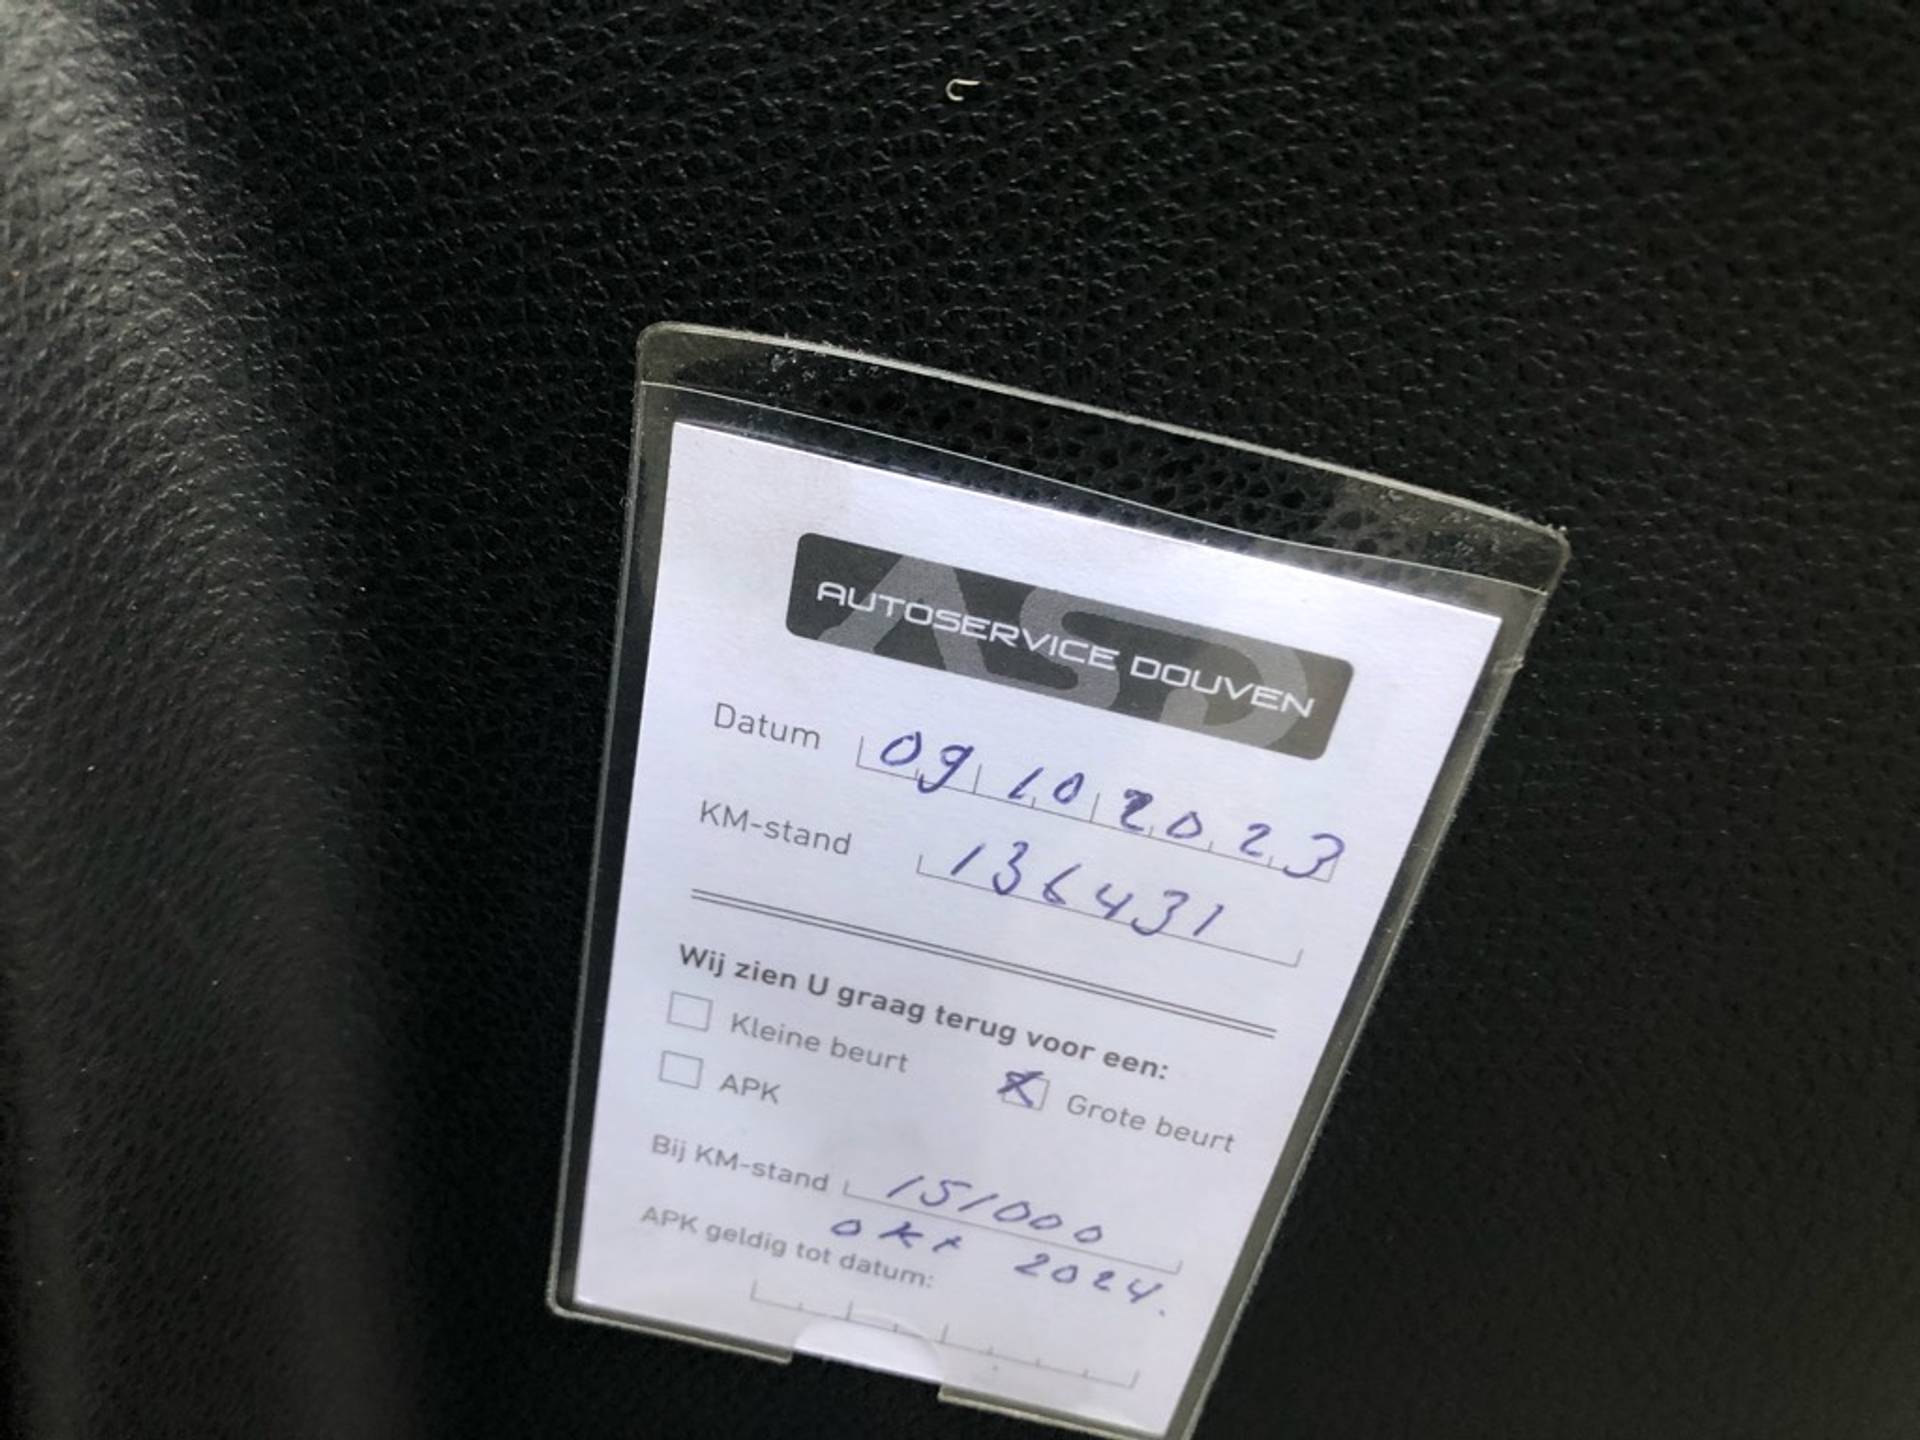 AUTOSERVICE DOUVEN
Datum 09 10 2023
KM-stand 136431
Wij zien U graag terug voor een:
Kleine beurt
APK
Grote beurt
Bij KM-stand 151000
okt 2024.
APK geldig tot datum: